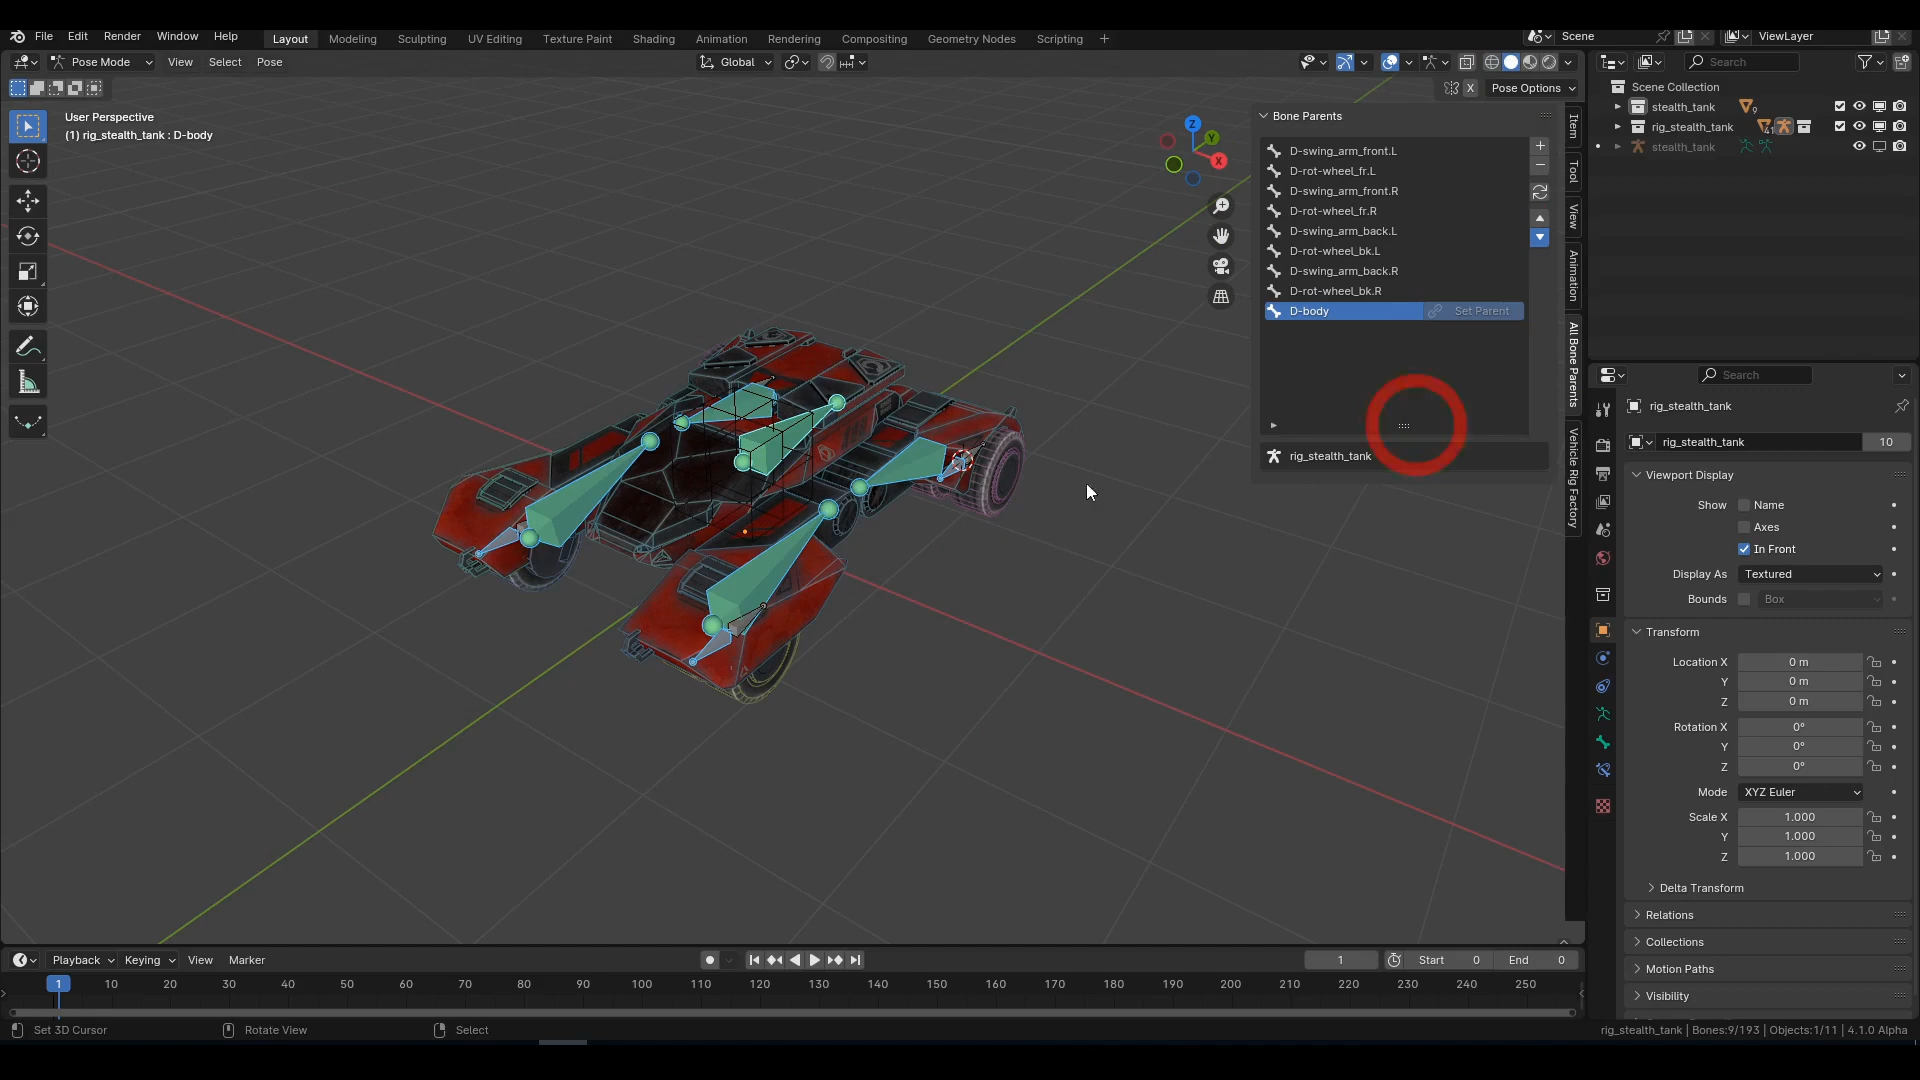 File Edit Render Window Help
Layout Modeling Sculpting UV Editing Texture Paint Shading Animation Rendering Compositing Geometry Nodes Scripting +
Scene
ViewLayer
Pose Mode View Select Pose
Global
Search
X Pose Options
User Perspective
(1) rig_stealth_tank : D-body
Z
Y
X
Bone Parents
D-swing_arm_front.L
D-rot-wheel_fr.L
D-swing_arm_front.R
D-rot-wheel_fr.R
D-swing_arm_back.L
D-rot-wheel_bk.L
D-swing_arm_back.R
D-rot-wheel_bk.R
D-body Set Parent
rig_stealth_tank
Item
Tool
View
Animation
All Bone Parents
Vehicle Rig Factory
Scene Collection
stealth_tank 9
rig_stealth_tank 41
stealth_tank
Search
rig_stealth_tank
rig_stealth_tank 10
Viewport Display
Show Name
Axes
In Front
Display As Textured
Bounds Box
Transform
Location X 0 m
Y 0 m
Z 0 m
Rotation X 0°
Y 0°
Z 0°
Mode XYZ Euler
Scale X 1.000
Y 1.000
Z 1.000
Delta Transform
Relations
Collections
Motion Paths
Visibility
Playback Keying View Marker
1 Start 0 End 0
1 10 20 30 40 50 60 70 80 90 100 110 120 130 140 150 160 170 180 190 200 210 220 230 240 250
Set 3D Cursor Rotate View Select
rig_stealth_tank | Bones:9/193 | Objects:1/11 | 4.1.0 Alpha